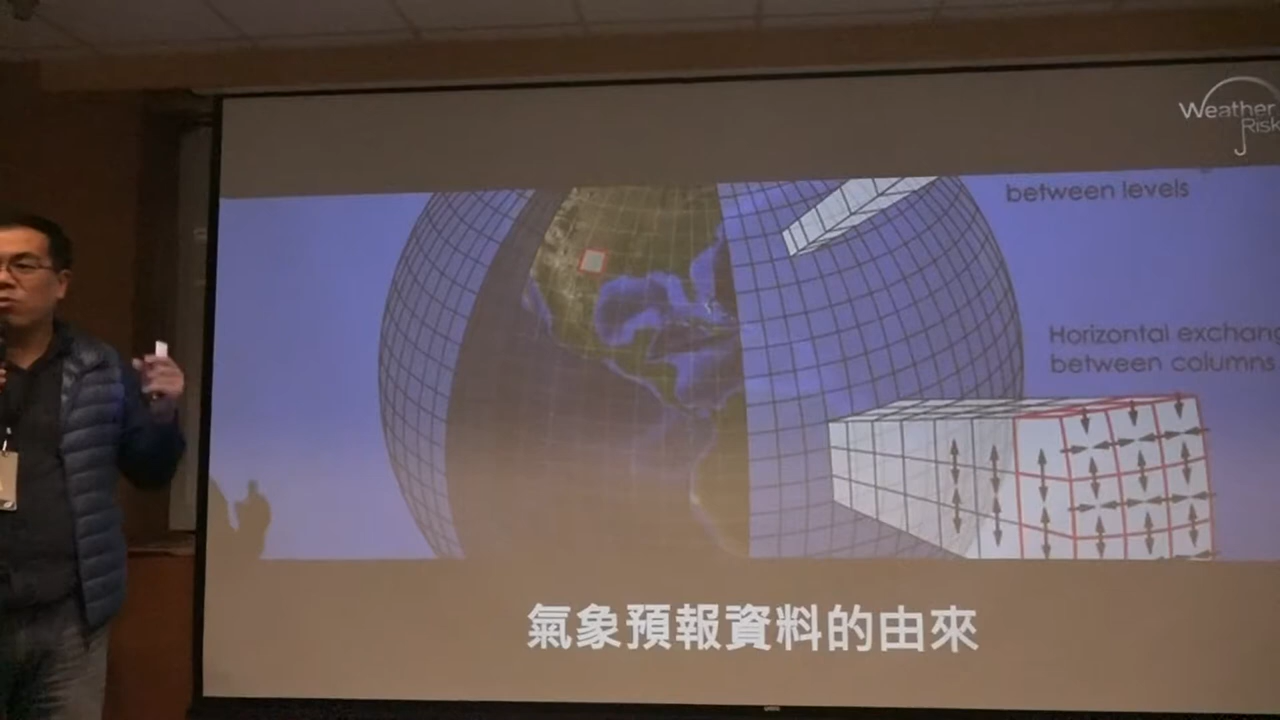 Weather
Risk
between levels
Horizontal exchang
between columns
氣象預報資料的由來